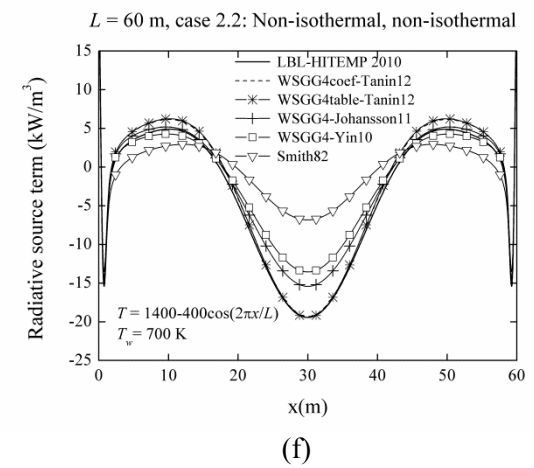 L = 60 m, case 2.2: Non-isothermal, non-isothermal
15
10
5
0
-5
-10
-15
-20
-25
Radiative source term (kW/m³)
LBL-HITEMP 2010
WSGG4coef-Tanin12
WSGG4table-Tanin12
WSGG4-Johansson11
WSGG4-Yin10
Smith82
T = 1400-400cos(2πx/L)
T_w = 700 K
0 10 20 30 40 50 60
x(m)
(f)